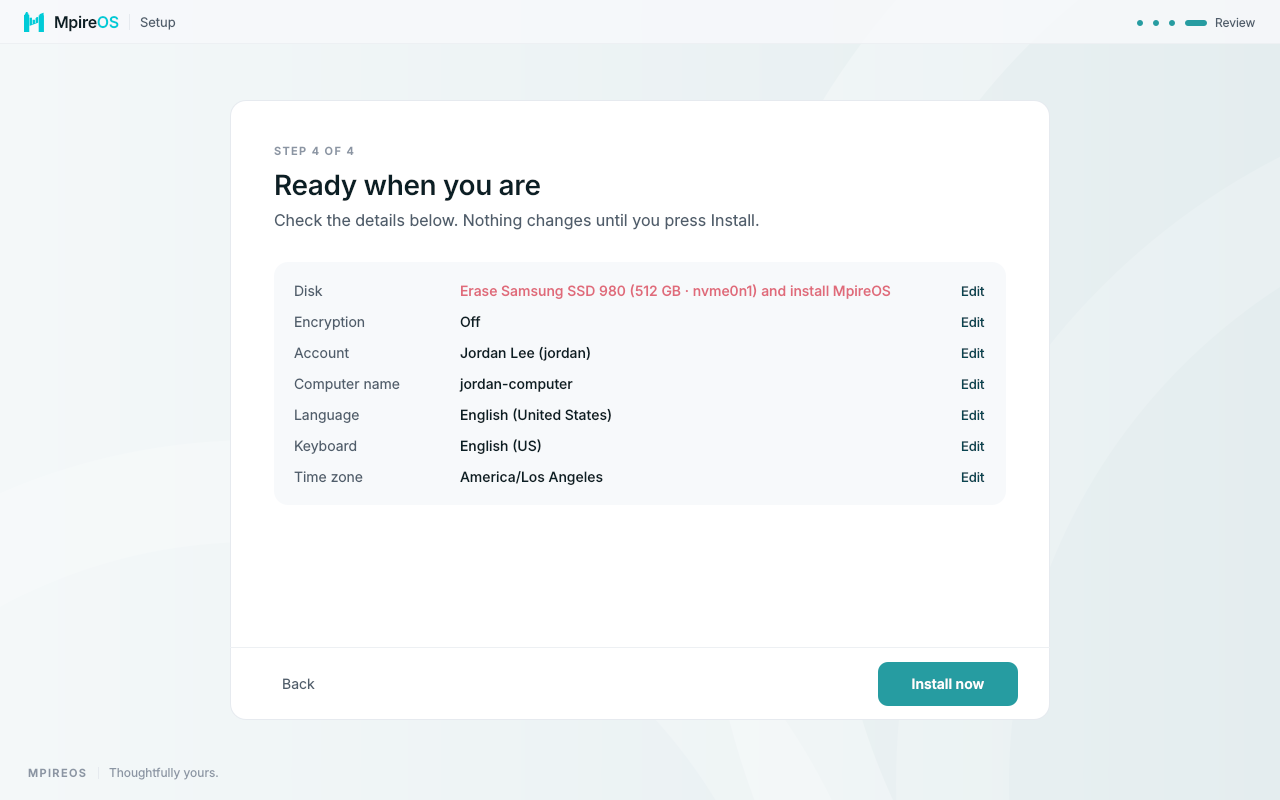 MpireOS Setup Review
STEP 4 OF 4
Ready when you are
Check the details below. Nothing changes until you press Install.
Disk Erase Samsung SSD 980 (512 GB · nvme0n1) and install MpireOS Edit
Encryption Off Edit
Account Jordan Lee (jordan) Edit
Computer name jordan-computer Edit
Language English (United States) Edit
Keyboard English (US) Edit
Time zone America/Los Angeles Edit
Back Install now
MPIREOS Thoughtfully yours.